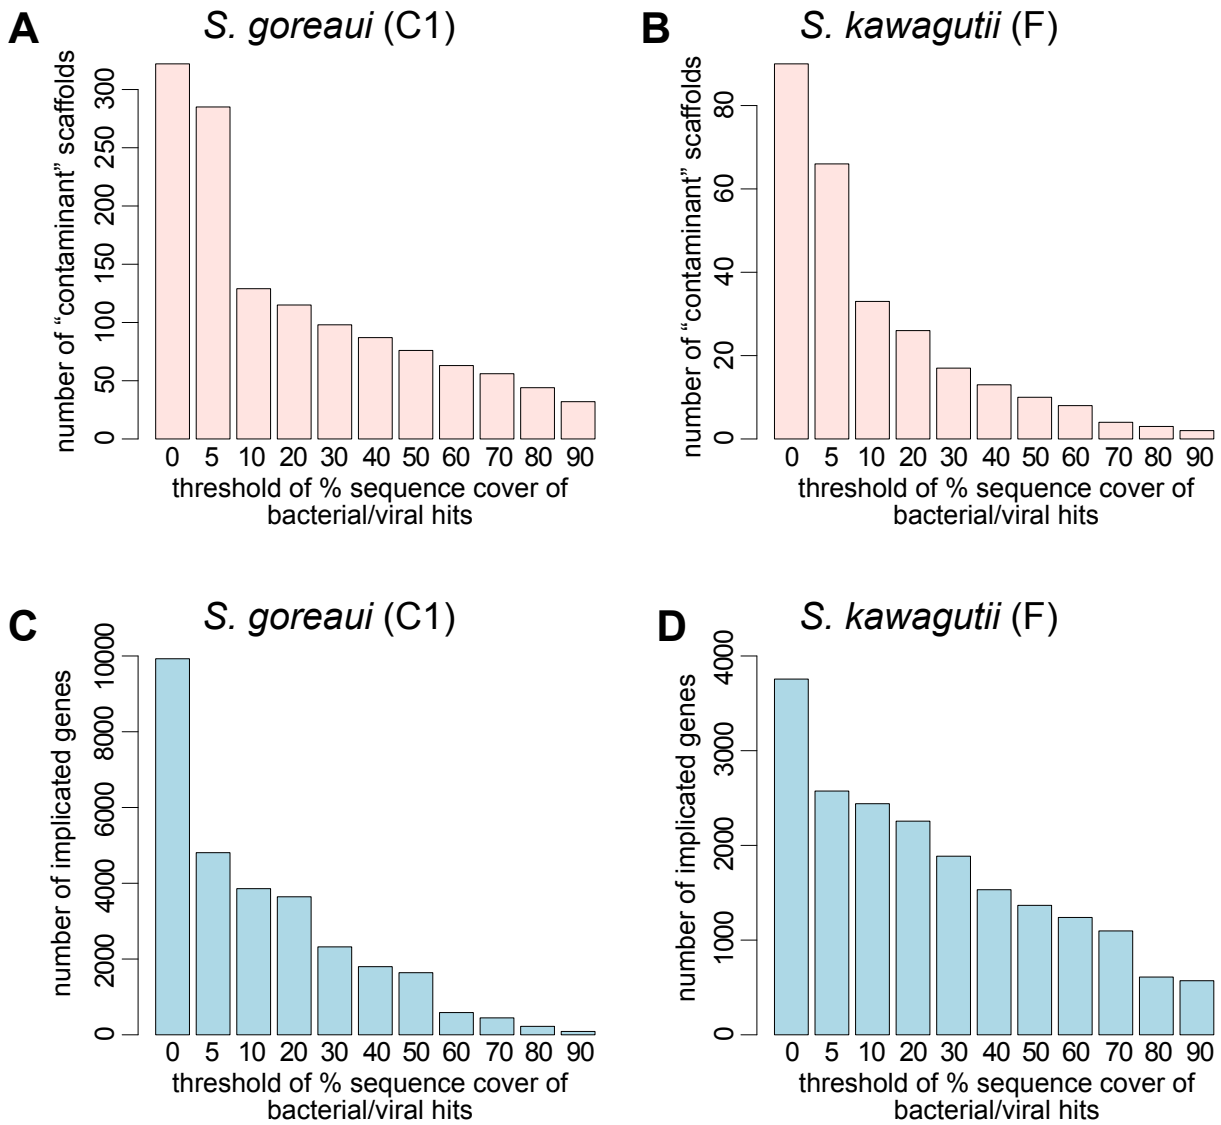 A
S. goreaui (C1)
number of “contaminant” scaffolds
300
250
200
150
100
50
0
0 5 10 20 30 40 50 60 70 80 90
threshold of % sequence cover of
bacterial/viral hits
B
S. kawagutii (F)
number of “contaminant” scaffolds
80
60
40
20
0
0 5 10 20 30 40 50 60 70 80 90
threshold of % sequence cover of
bacterial/viral hits
C
S. goreaui (C1)
number of implicated genes
10000
8000
6000
4000
2000
0
0 5 10 20 30 40 50 60 70 80 90
threshold of % sequence cover of
bacterial/viral hits
D
S. kawagutii (F)
number of implicated genes
4000
3000
2000
1000
0
0 5 10 20 30 40 50 60 70 80 90
threshold of % sequence cover of
bacterial/viral hits